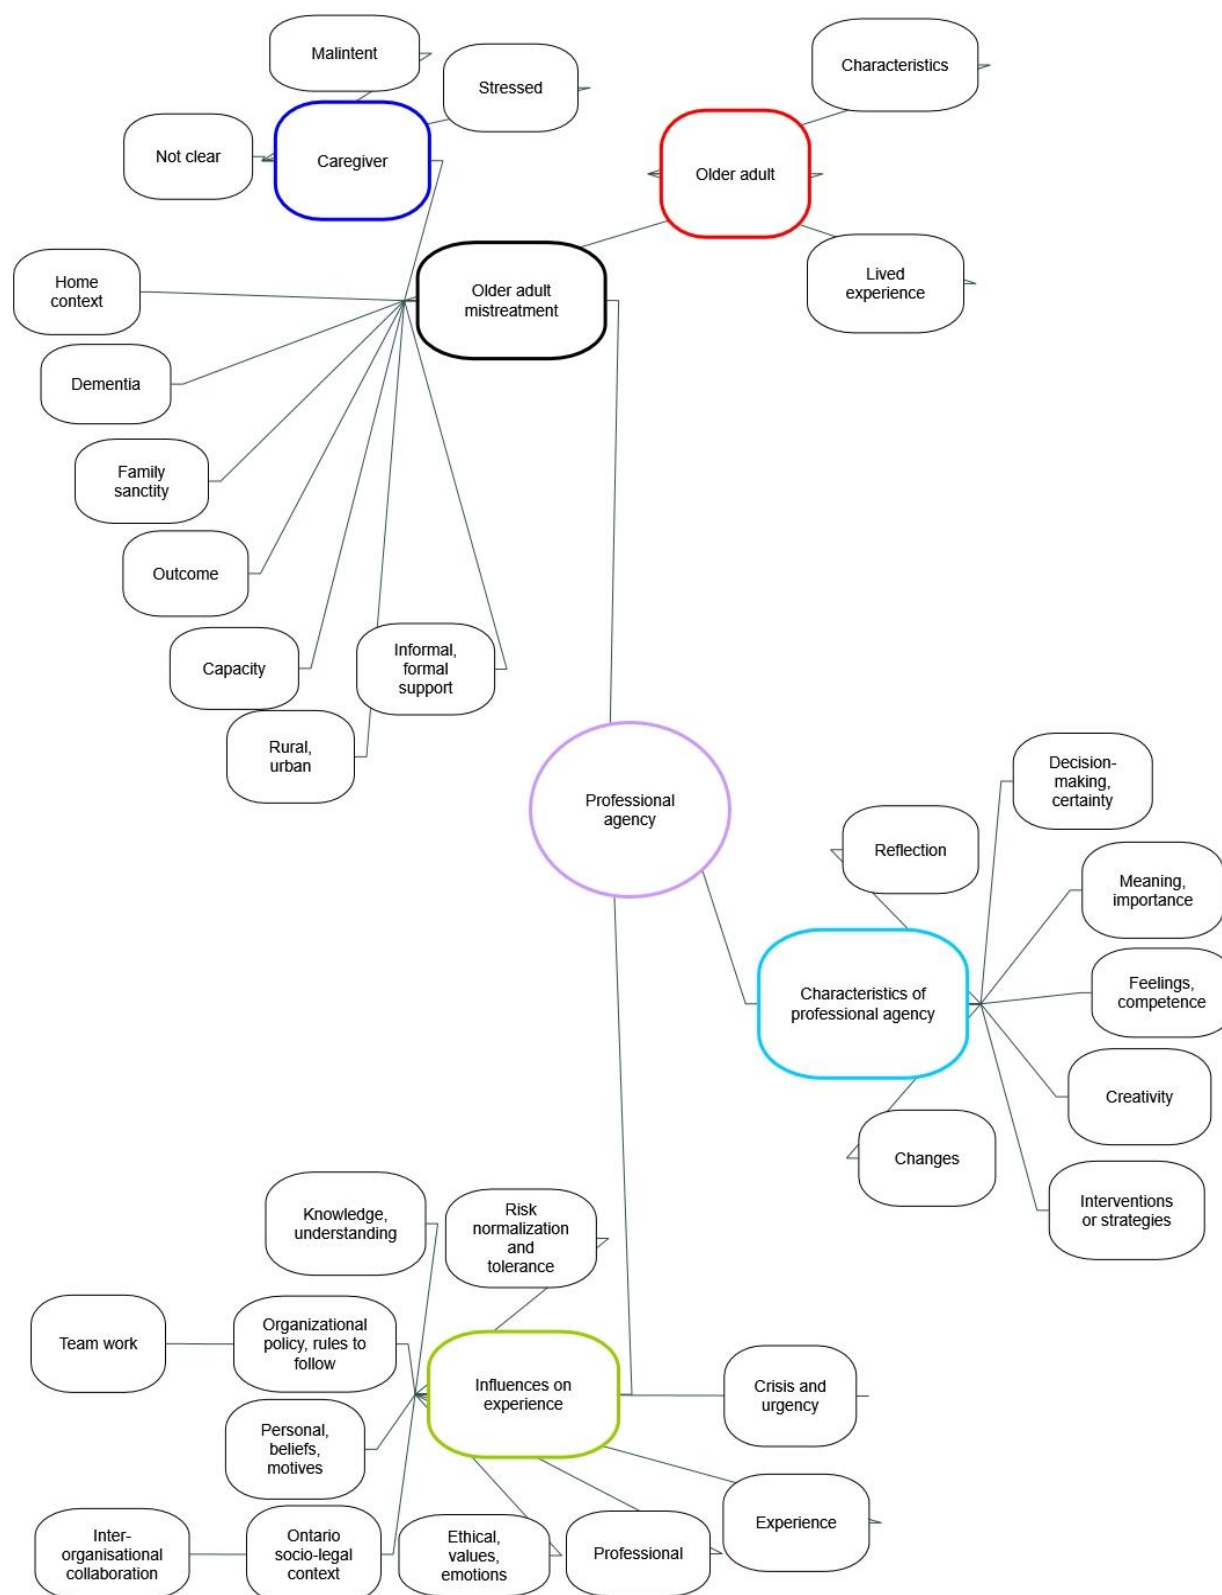 Malintent
Stressed
Characteristics
Not clear
Caregiver
Older adult
Lived
experience
Home
context
Older adult
mistreatment
Dementia
Family
sanctity
Outcome
Capacity
Informal,
formal
support
Rural,
urban
Professional
agency
Decision-
making,
certainty
Reflection
Meaning,
importance
Characteristics of
professional agency
Feelings,
competence
Creativity
Changes
Interventions
or strategies
Knowledge,
understanding
Risk
normalization
and
tolerance
Team work
Organizational
policy, rules to
follow
Influences on
experience
Crisis and
urgency
Personal,
beliefs,
motives
Experience
Inter-
organisational
collaboration
Ontario
socio-legal
context
Ethical,
values,
emotions
Professional